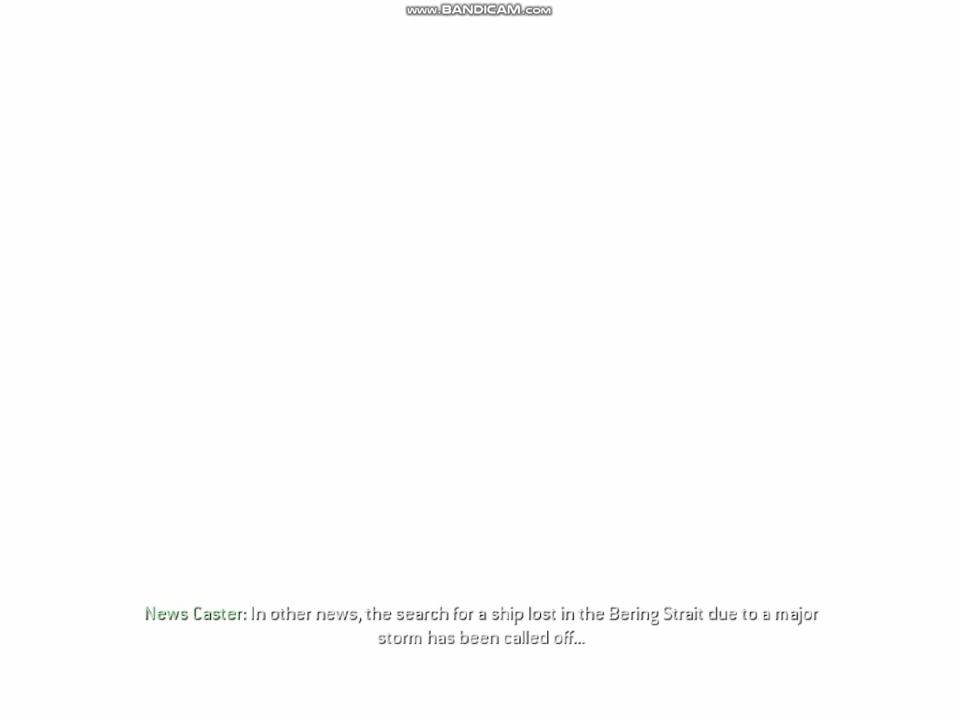 www.BANDICAM.com
News Caster: In other news, the search for a ship lost in the Bering Strait due to a major
storm has been called off...